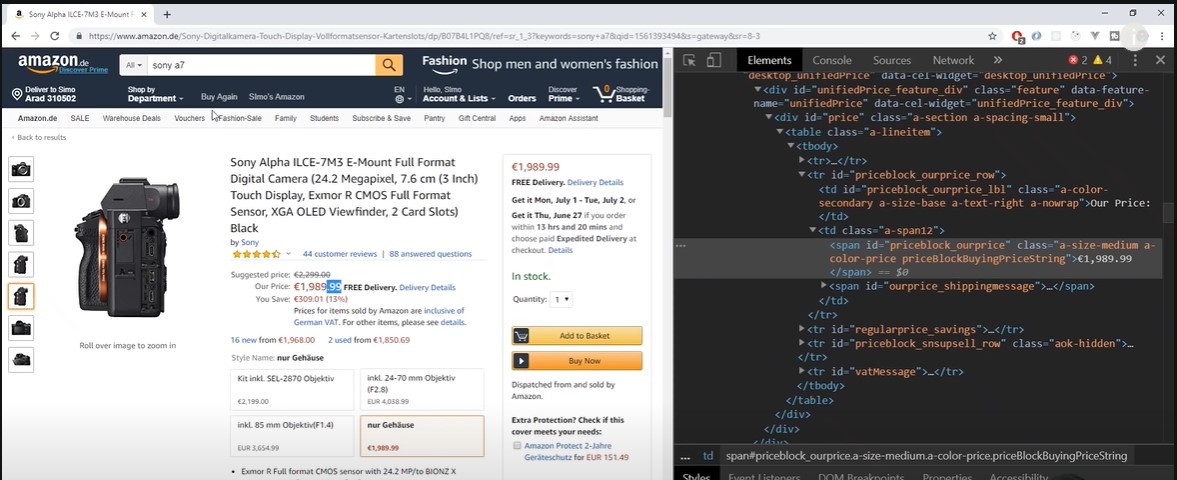 Sony Alpha ILCE-7M3 E-Mount F
https://www.amazon.de/Sony-Digitalkamera-Touch-Display-Vollformatsensor-Kartenslots/dp/B07B4L1PQ8/ref=sr_1_3?keywords=sony+a7&qid=1561393494&s=gateway&sr=8-3
amazon.de
Discover Prime
All
sony a7
Fashion Shop men and women's fashion
Deliver to Simo
Arad 310502
Shop by
Department
Buy Again
SImo's Amazon
EN
Hello, Simo
Account & Lists
Orders
Discover
Prime
0
Shopping-
Basket
Amazon.de SALE Warehouse Deals Vouchers Fashion-Sale Family Students Subscribe & Save Pantry Gift Central Apps Amazon Assistant
‹ Back to results
Sony Alpha ILCE-7M3 E-Mount Full Format
Digital Camera (24.2 Megapixel, 7.6 cm (3 Inch)
Touch Display, Exmor R CMOS Full Format
Sensor, XGA OLED Viewfinder, 2 Card Slots)
Black
by Sony
44 customer reviews | 88 answered questions
Suggested price: €2,299.00
Our Price: €1,989.99 FREE Delivery. Delivery Details
You Save: €309.01 (13%)
Prices for items sold by Amazon are inclusive of
German VAT. For other items, please see details.
16 new from €1,968.00 2 used from €1,850.69
Style Name: nur Gehäuse
Kit inkl. SEL-2870 Objektiv
€2,199.00
inkl. 24-70 mm Objektiv
(F2.8)
EUR 4,038.99
inkl. 85 mm Objektiv(F1.4)
EUR 3,654.99
nur Gehäuse
€1,989.99
• Exmor R Full format CMOS sensor with 24.2 MP/to BIONZ X
Roll over image to zoom in
€1,989.99
FREE Delivery. Delivery Details
Get it Mon, July 1 - Tue, July 2, or
Get it Thu, June 27 if you order
within 13 hrs and 20 mins and
choose paid Expedited Delivery at
checkout. Details
In stock.
Quantity: 1
Add to Basket
Buy Now
Dispatched from and sold by
Amazon.
Extra Protection? Check if this
cover meets your needs:
Amazon Protect 2-Jahre
Geräteschutz for EUR 151.49
Elements Console Sources Network » 2 4
desktop_unifiedPrice" data-cel-widget="desktop_unifiedPrice">
<div id="unifiedPrice_feature_div" class="feature" data-feature-
name="unifiedPrice" data-cel-widget="unifiedPrice_feature_div">
<div id="price" class="a-section a-spacing-small">
<table class="a-lineitem">
<tbody>
<tr>…</tr>
<tr id="priceblock_ourprice_row">
<td id="priceblock_ourprice_lbl" class="a-color-
secondary a-size-base a-text-right a-nowrap">Our Price:
</td>
<td class="a-span12">
<span id="priceblock_ourprice" class="a-size-medium a-
color-price priceBlockBuyingPriceString">€1,989.99
</span> == $0
<span id="ourprice_shippingmessage">…</span>
</td>
</tr>
<tr id="regularprice_savings">…</tr>
<tr id="priceblock_snsupsell_row" class="aok-hidden">…
</tr>
<tr id="vatMessage">…</tr>
</tbody>
</table>
</div>
</div>
</div>
… td span#priceblock_ourprice.a-size-medium.a-color-price.priceBlockBuyingPriceString
Styles Event Listeners DOM Breakpoints Properties Accessibility